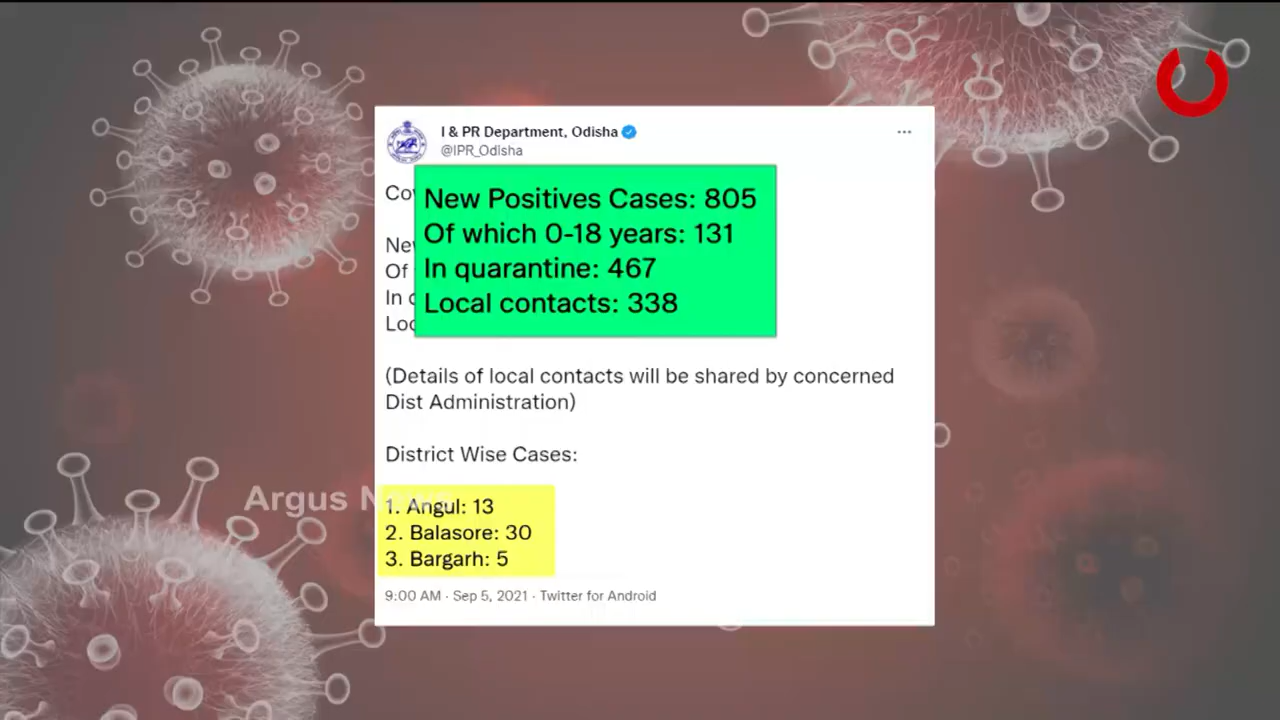 I & PR Department, Odisha
@IPR_Odisha
New Positives Cases: 805
Of which 0-18 years: 131
In quarantine: 467
Local contacts: 338
(Details of local contacts will be shared by concerned
Dist Administration)
District Wise Cases:
Argus News
1. Angul: 13
2. Balasore: 30
3. Bargarh: 5
9:00 AM · Sep 5, 2021 · Twitter for Android